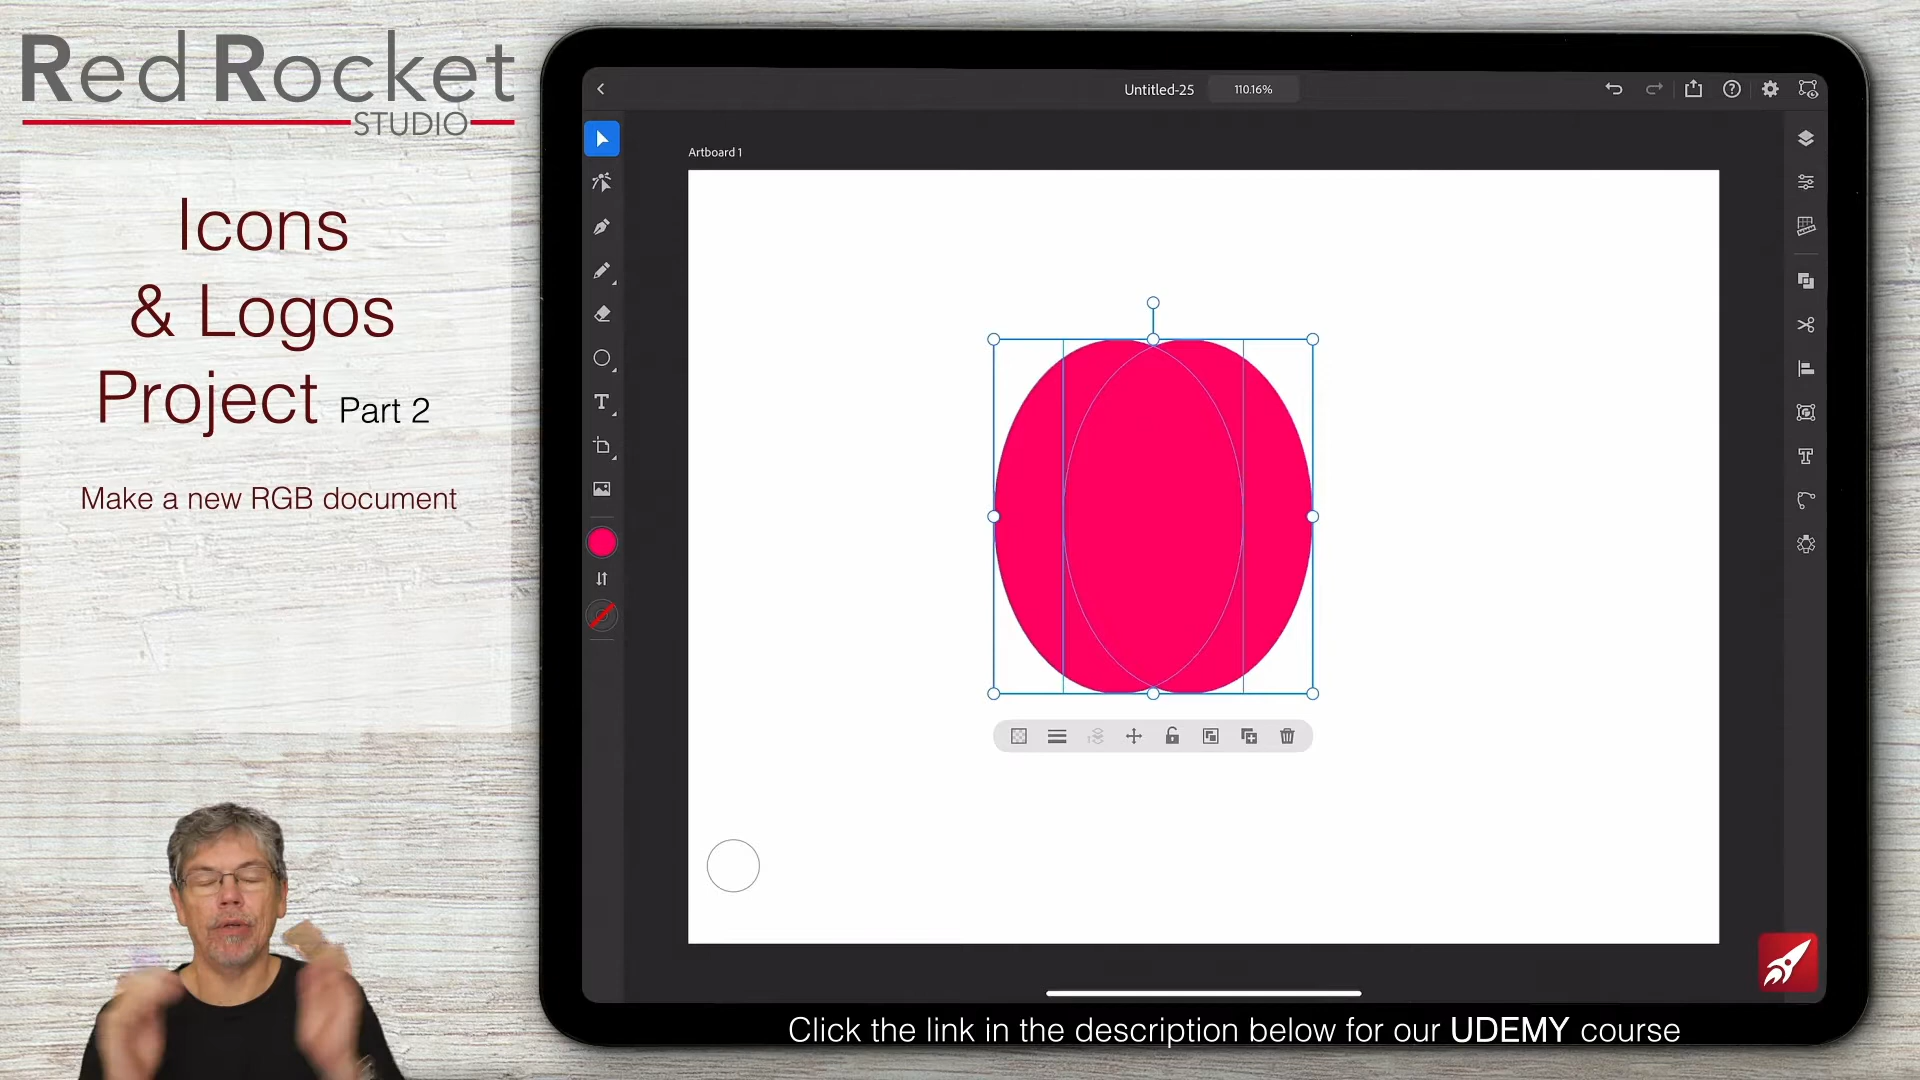 Red Rocket
STUDIO
Icons
& Logos
Project Part 2
Make a new RGB document
Untitled-25
110.16%
Artboard 1
Click the link in the description below for our UDEMY course